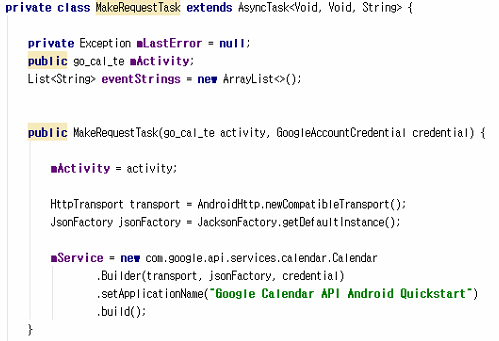 private class MakeRequestTask extends AsyncTask<Void, Void, String> {
private Exception mLastError = null;
public go_cal_te mActivity;
List<String> eventStrings = new ArrayList<>();
public MakeRequestTask(go_cal_te activity, GoogleAccountCredential credential) {
mActivity = activity;
HttpTransport transport = AndroidHttp.newCompatibleTransport();
JsonFactory jsonFactory = JacksonFactory.getDefaultInstance();
mService = new com.google.api.services.calendar.Calendar
.Builder(transport, jsonFactory, credential)
.setApplicationName("Google Calendar API Android Quickstart")
.build();
}